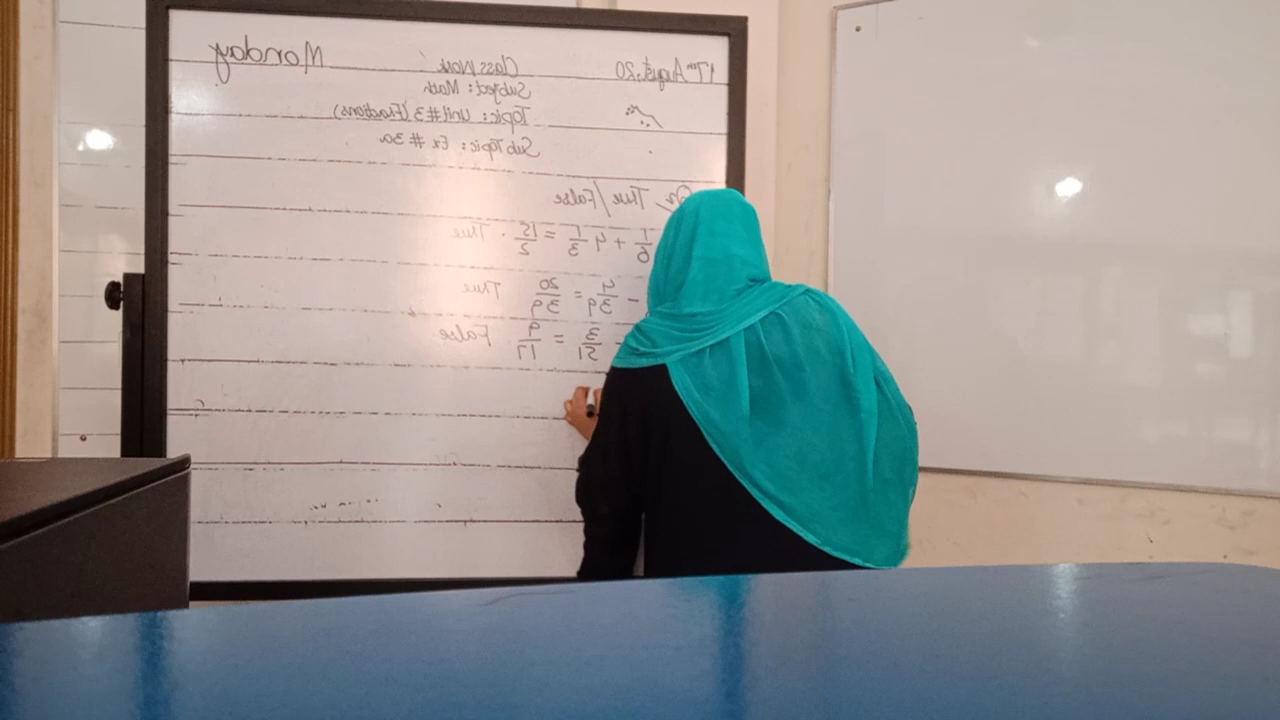 17th August, 20 Class Work Monday
Subject: Math
Topic: Unit # 3 (Fractions)
Sub Topic: Ex # 3a
True / False
1/6 + 4 1/3 = 15/2 . True
- 4/39 = 20/39 True
- 3/51 = 9/17 False